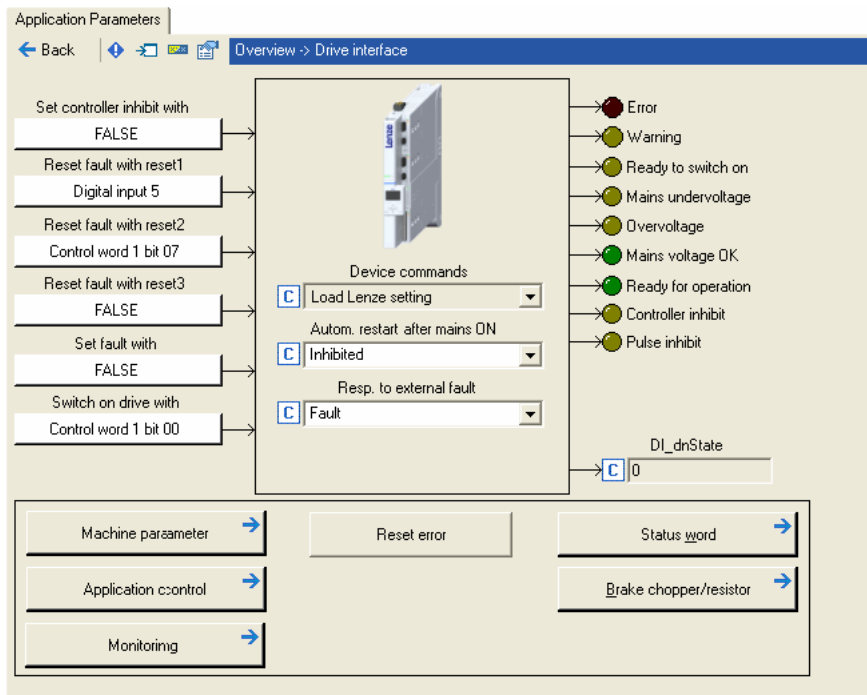 Application Parameters
Back
Overview -> Drive interface
Set controller inhibit with
FALSE
Reset fault with reset1
Digital input 5
Reset fault with reset2
Control word 1 bit 07
Reset fault with reset3
FALSE
Set fault with
FALSE
Switch on drive with
Control word 1 bit 00
Lenze
Device commands
C Load Lenze setting
Autom. restart after mains ON
C Inhibited
Resp. to external fault
C Fault
Error
Warning
Ready to switch on
Mains undervoltage
Overvoltage
Mains voltage OK
Ready for operation
Controller inhibit
Pulse inhibit
DI_dnState
C 0
Machine paraameter
Reset error
Status word
Application ccontrol
Brake chopper/resistor
Monitorinng